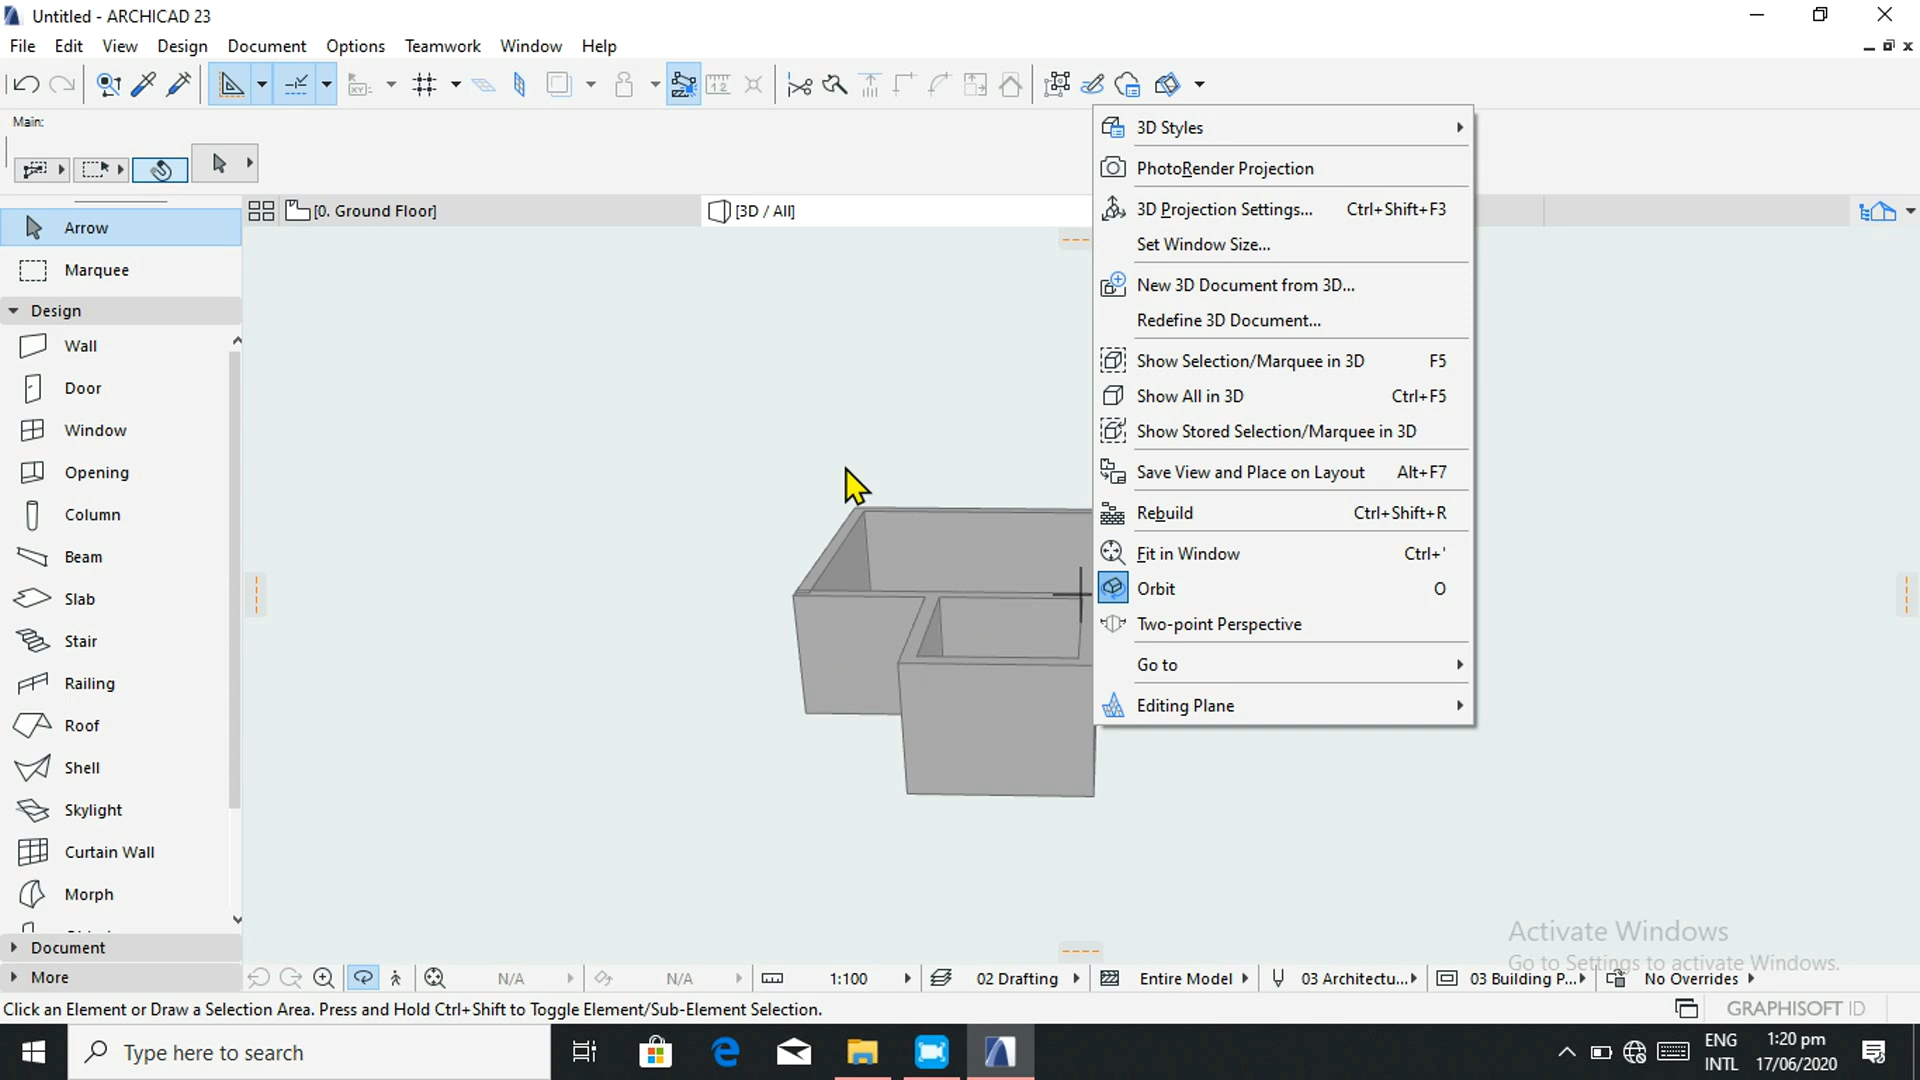 Untitled - ARCHICAD 23
File Edit View Design Document Options Teamwork Window Help
Main:
[0. Ground Floor]
[3D / All]
Arrow
Marquee
Design
Wall
Door
Window
Opening
Column
Beam
Slab
Stair
Railing
Roof
Shell
Skylight
Curtain Wall
Morph
Document
More
3D Styles
PhotoRender Projection
3D Projection Settings... Ctrl+Shift+F3
Set Window Size...
New 3D Document from 3D...
Redefine 3D Document...
Show Selection/Marquee in 3D F5
Show All in 3D Ctrl+F5
Show Stored Selection/Marquee in 3D
Save View and Place on Layout Alt+F7
Rebuild Ctrl+Shift+R
Fit in Window Ctrl+'
Orbit O
Two-point Perspective
Go to
Editing Plane
Activate Windows
Go to Settings to activate Windows.
N/A N/A 1:100 02 Drafting Entire Model 03 Architectu... 03 Building P... No Overrides
Click an Element or Draw a Selection Area. Press and Hold Ctrl+Shift to Toggle Element/Sub-Element Selection.
GRAPHISOFT ID
Type here to search
ENG
INTL
1:20 pm
17/06/2020